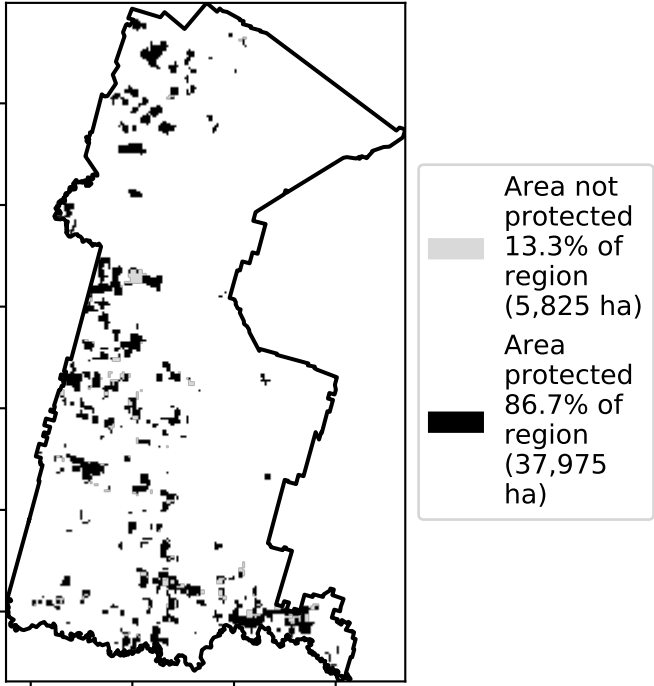 Area not
protected
13.3% of
region
(5,825 ha)
Area
protected
86.7% of
region
(37,975
ha)